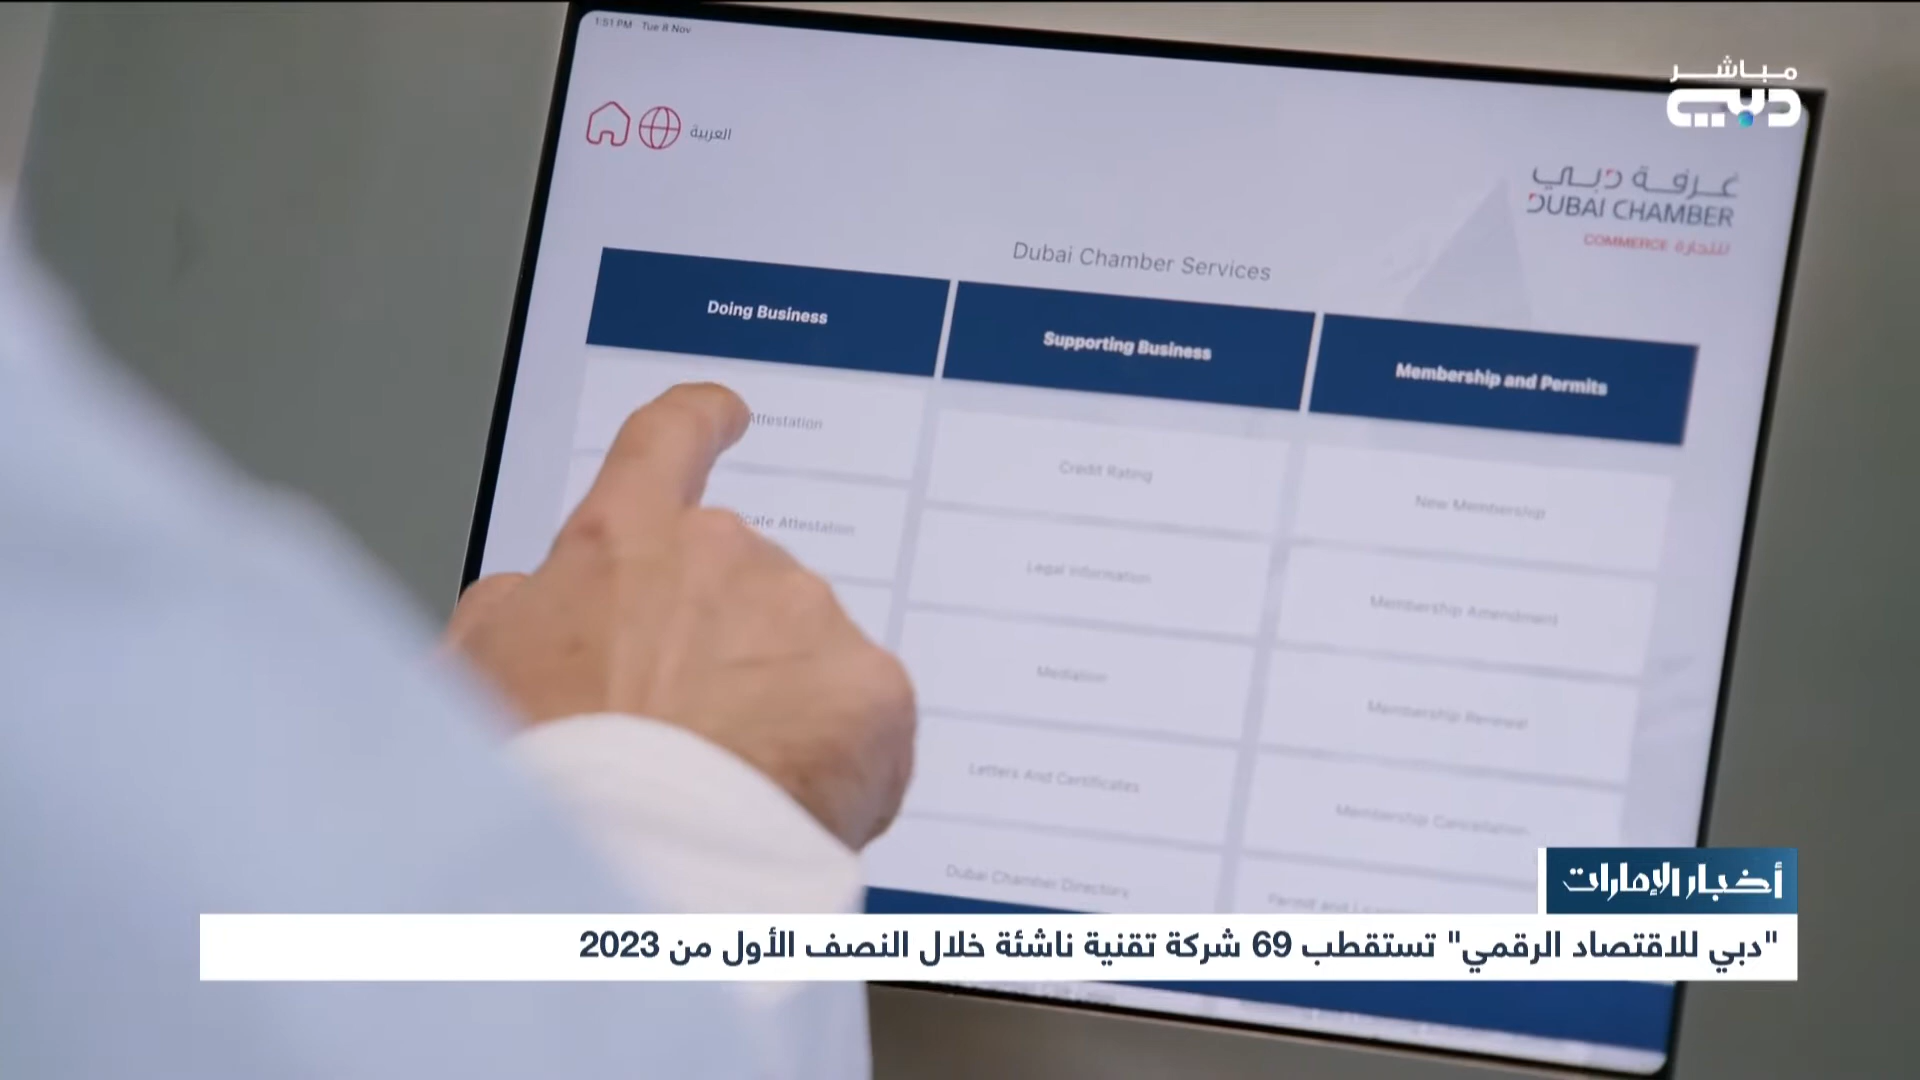 1:51 PM Tue 8 Nov
مباشر
دبي
العربية
غرفة دبي
DUBAI CHAMBER
COMMERCE للتجارة
Dubai Chamber Services
Doing Business
Supporting Business
Membership and Permits
Attestation
Credit Rating
New Membership
Attestation
Legal Information
Membership Amendment
Mediation
Membership Renewal
Letters And Certificates
Membership Cancellation
Dubai Chamber Directory
Permit and
أخبار الإمارات
"دبي للاقتصاد الرقمي" تستقطب 69 شركة تقنية ناشئة خلال النصف الأول من 2023